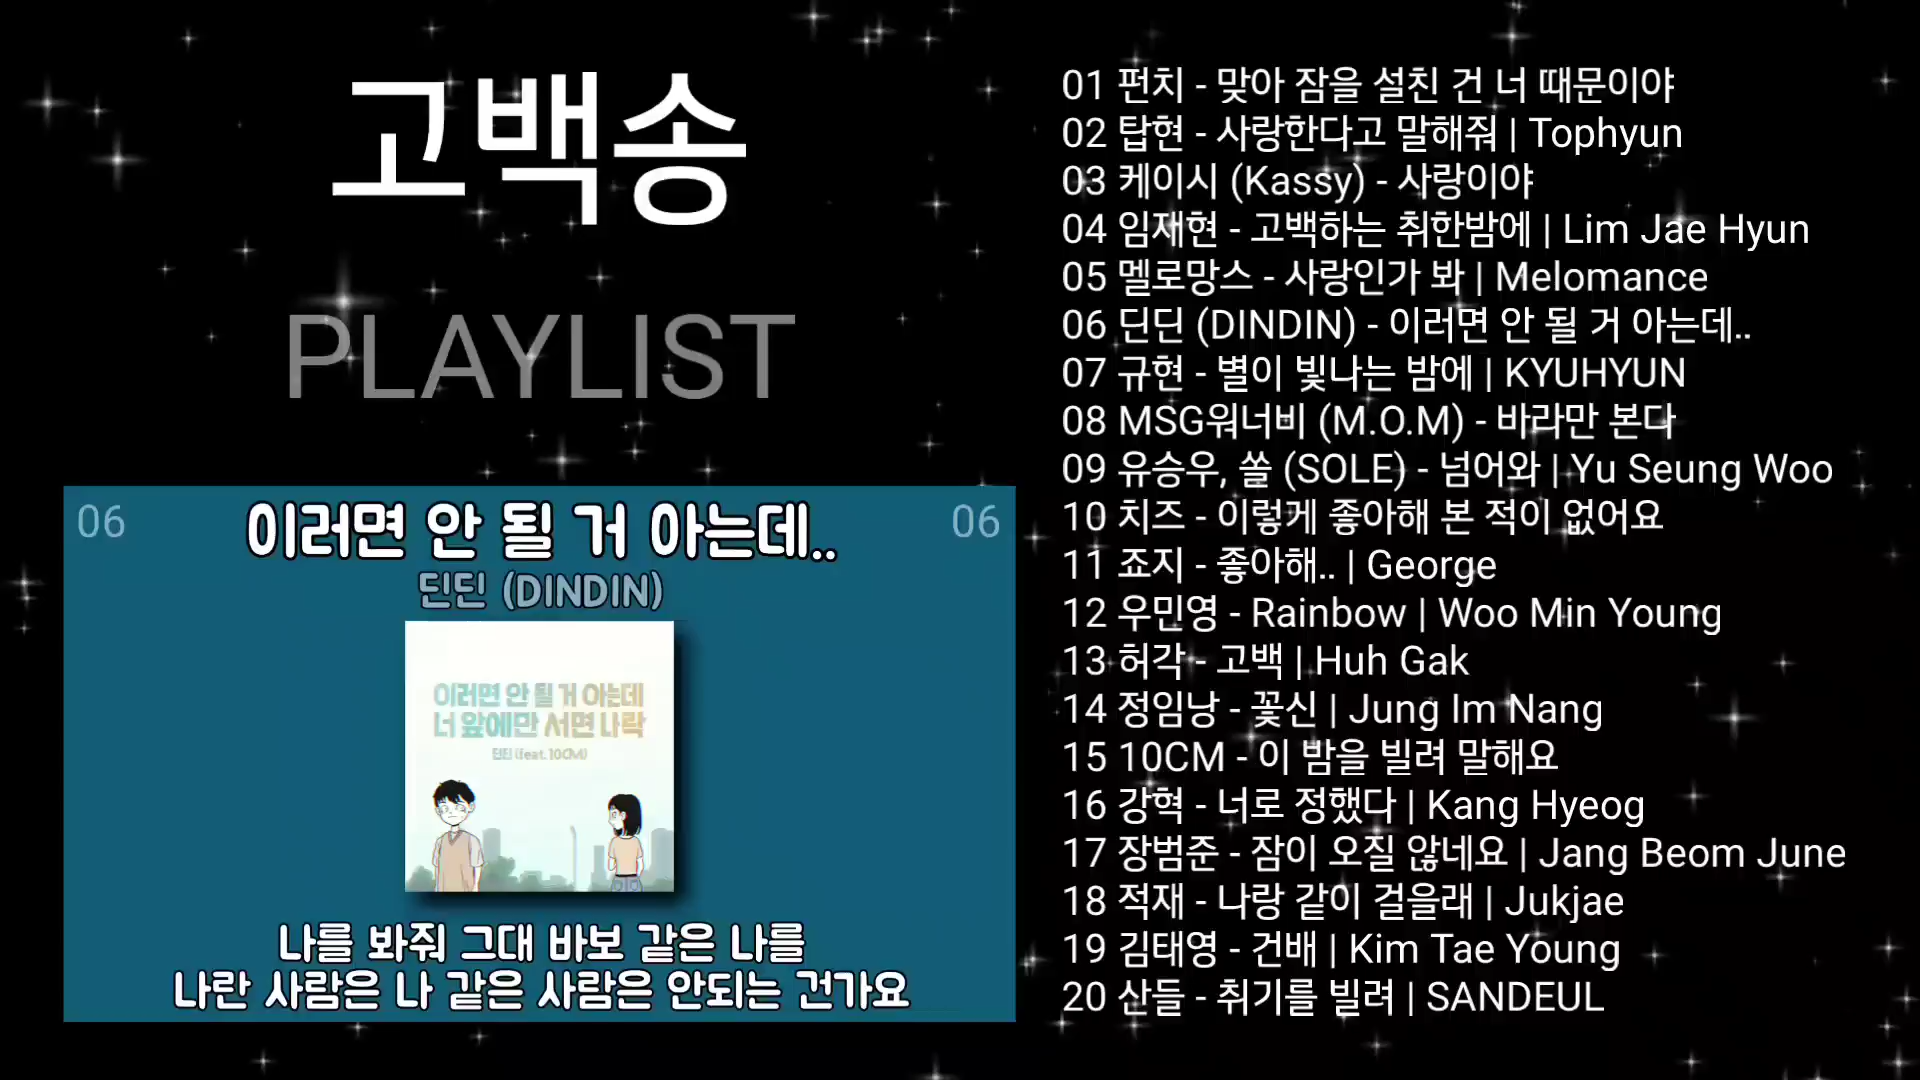 고백송
PLAYLIST
06
06
이러면 안 될 거 아는데..
딘딘 (DINDIN)
이러면 안 될 거 아는데
너 앞에만 서면 나락
딘딘 (feat. 10CM)
나를 봐줘 그대 바보 같은 나를
나란 사람은 나 같은 사람은 안되는 건가요
01 펀치 - 맞아 잠을 설친 건 너 때문이야
02 탑현 - 사랑한다고 말해줘 | Tophyun
03 케이시 (Kassy) - 사랑이야
04 임재현 - 고백하는 취한밤에 | Lim Jae Hyun
05 멜로망스 - 사랑인가 봐 | Melomance
06 딘딘 (DINDIN) - 이러면 안 될 거 아는데..
07 규현 - 별이 빛나는 밤에 | KYUHYUN
08 MSG워너비 (M.O.M) - 바라만 본다
09 유승우, 쏠 (SOLE) - 넘어와 | Yu Seung Woo
10 치즈 - 이렇게 좋아해 본 적이 없어요
11 죠지 - 좋아해.. | George
12 우민영 - Rainbow | Woo Min Young
13 허각 - 고백 | Huh Gak
14 정임낭 - 꽃신 | Jung Im Nang
15 10CM - 이 밤을 빌려 말해요
16 강혁 - 너로 정했다 | Kang Hyeog
17 장범준 - 잠이 오질 않네요 | Jang Beom June
18 적재 - 나랑 같이 걸을래 | Jukjae
19 김태영 - 건배 | Kim Tae Young
20 산들 - 취기를 빌려 | SANDEUL